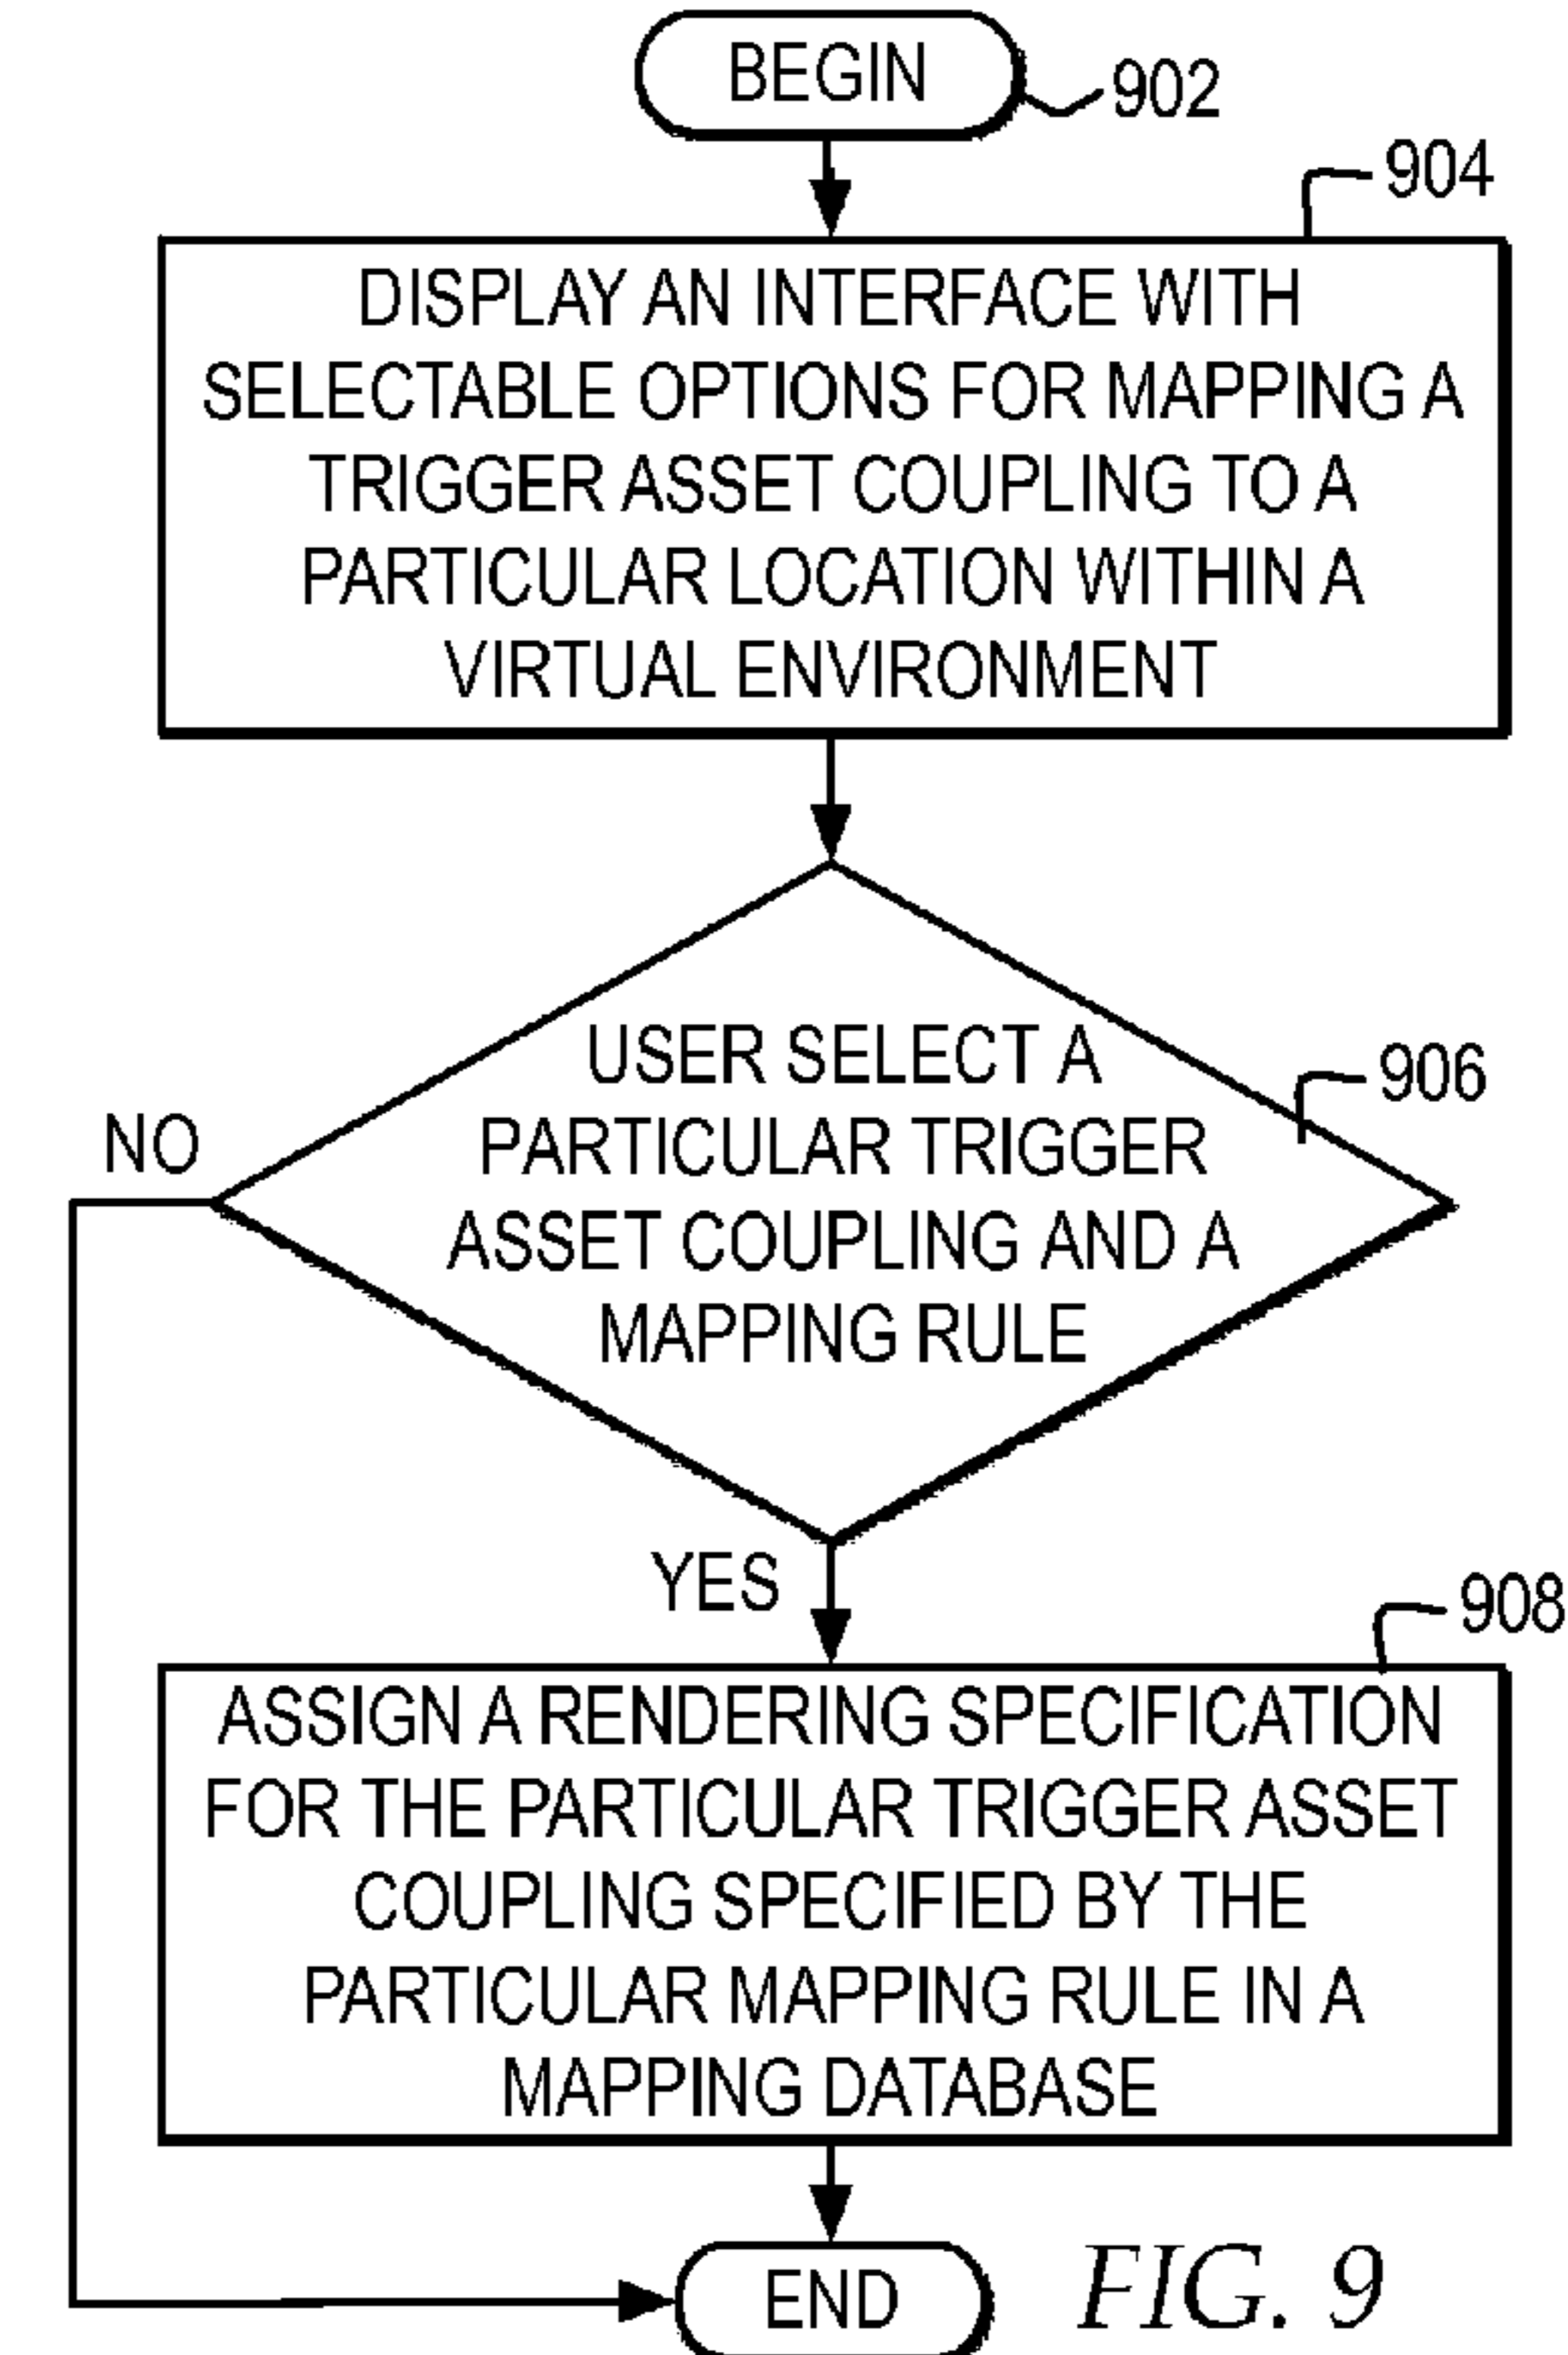 BEGIN
902
904
DISPLAY AN INTERFACE WITH
SELECTABLE OPTIONS FOR MAPPING A
TRIGGER ASSET COUPLING TO A
PARTICULAR LOCATION WITHIN A
VIRTUAL ENVIRONMENT
USER SELECT A
PARTICULAR TRIGGER
ASSET COUPLING AND A
MAPPING RULE
906
NO
YES
908
ASSIGN A RENDERING SPECIFICATION
FOR THE PARTICULAR TRIGGER ASSET
COUPLING SPECIFIED BY THE
PARTICULAR MAPPING RULE IN A
MAPPING DATABASE
END
FIG. 9